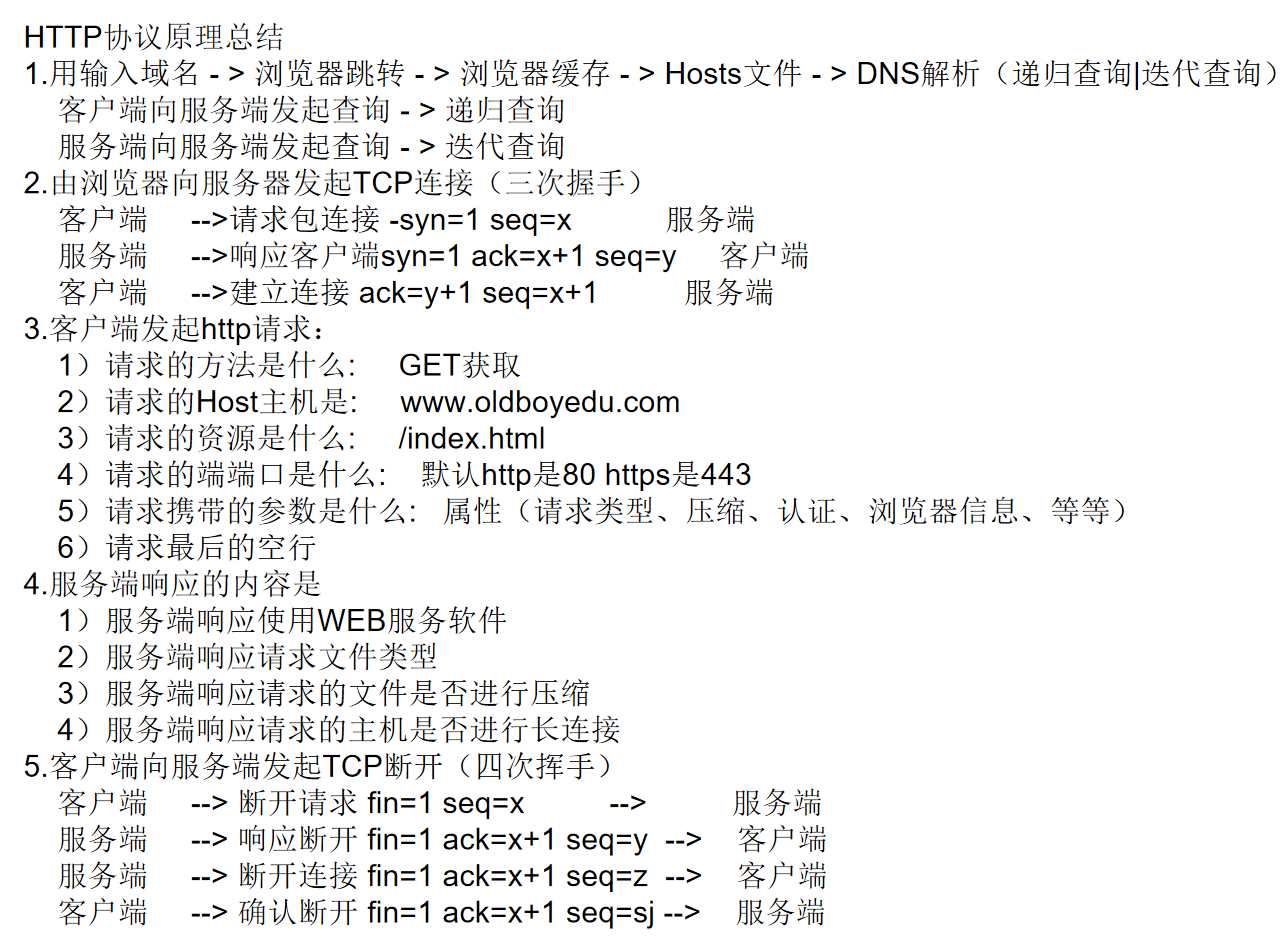 HTTP协议原理总结
1.用输入域名 - > 浏览器跳转 - > 浏览器缓存 - > Hosts文件 - > DNS解析（递归查询|迭代查询）
客户端向服务端发起查询 - > 递归查询
服务端向服务端发起查询 - > 迭代查询
2.由浏览器向服务器发起TCP连接（三次握手）
客户端 -->请求包连接 -syn=1 seq=x 服务端
服务端 -->响应客户端syn=1 ack=x+1 seq=y 客户端
客户端 -->建立连接 ack=y+1 seq=x+1 服务端
3.客户端发起http请求：
1）请求的方法是什么: GET获取
2）请求的Host主机是: www.oldboyedu.com
3）请求的资源是什么: /index.html
4）请求的端端口是什么: 默认http是80 https是443
5）请求携带的参数是什么: 属性（请求类型、压缩、认证、浏览器信息、等等）
6）请求最后的空行
4.服务端响应的内容是
1）服务端响应使用WEB服务软件
2）服务端响应请求文件类型
3）服务端响应请求的文件是否进行压缩
4）服务端响应请求的主机是否进行长连接
5.客户端向服务端发起TCP断开（四次挥手）
客户端 --> 断开请求 fin=1 seq=x --> 服务端
服务端 --> 响应断开 fin=1 ack=x+1 seq=y --> 客户端
服务端 --> 断开连接 fin=1 ack=x+1 seq=z --> 客户端
客户端 --> 确认断开 fin=1 ack=x+1 seq=sj --> 服务端